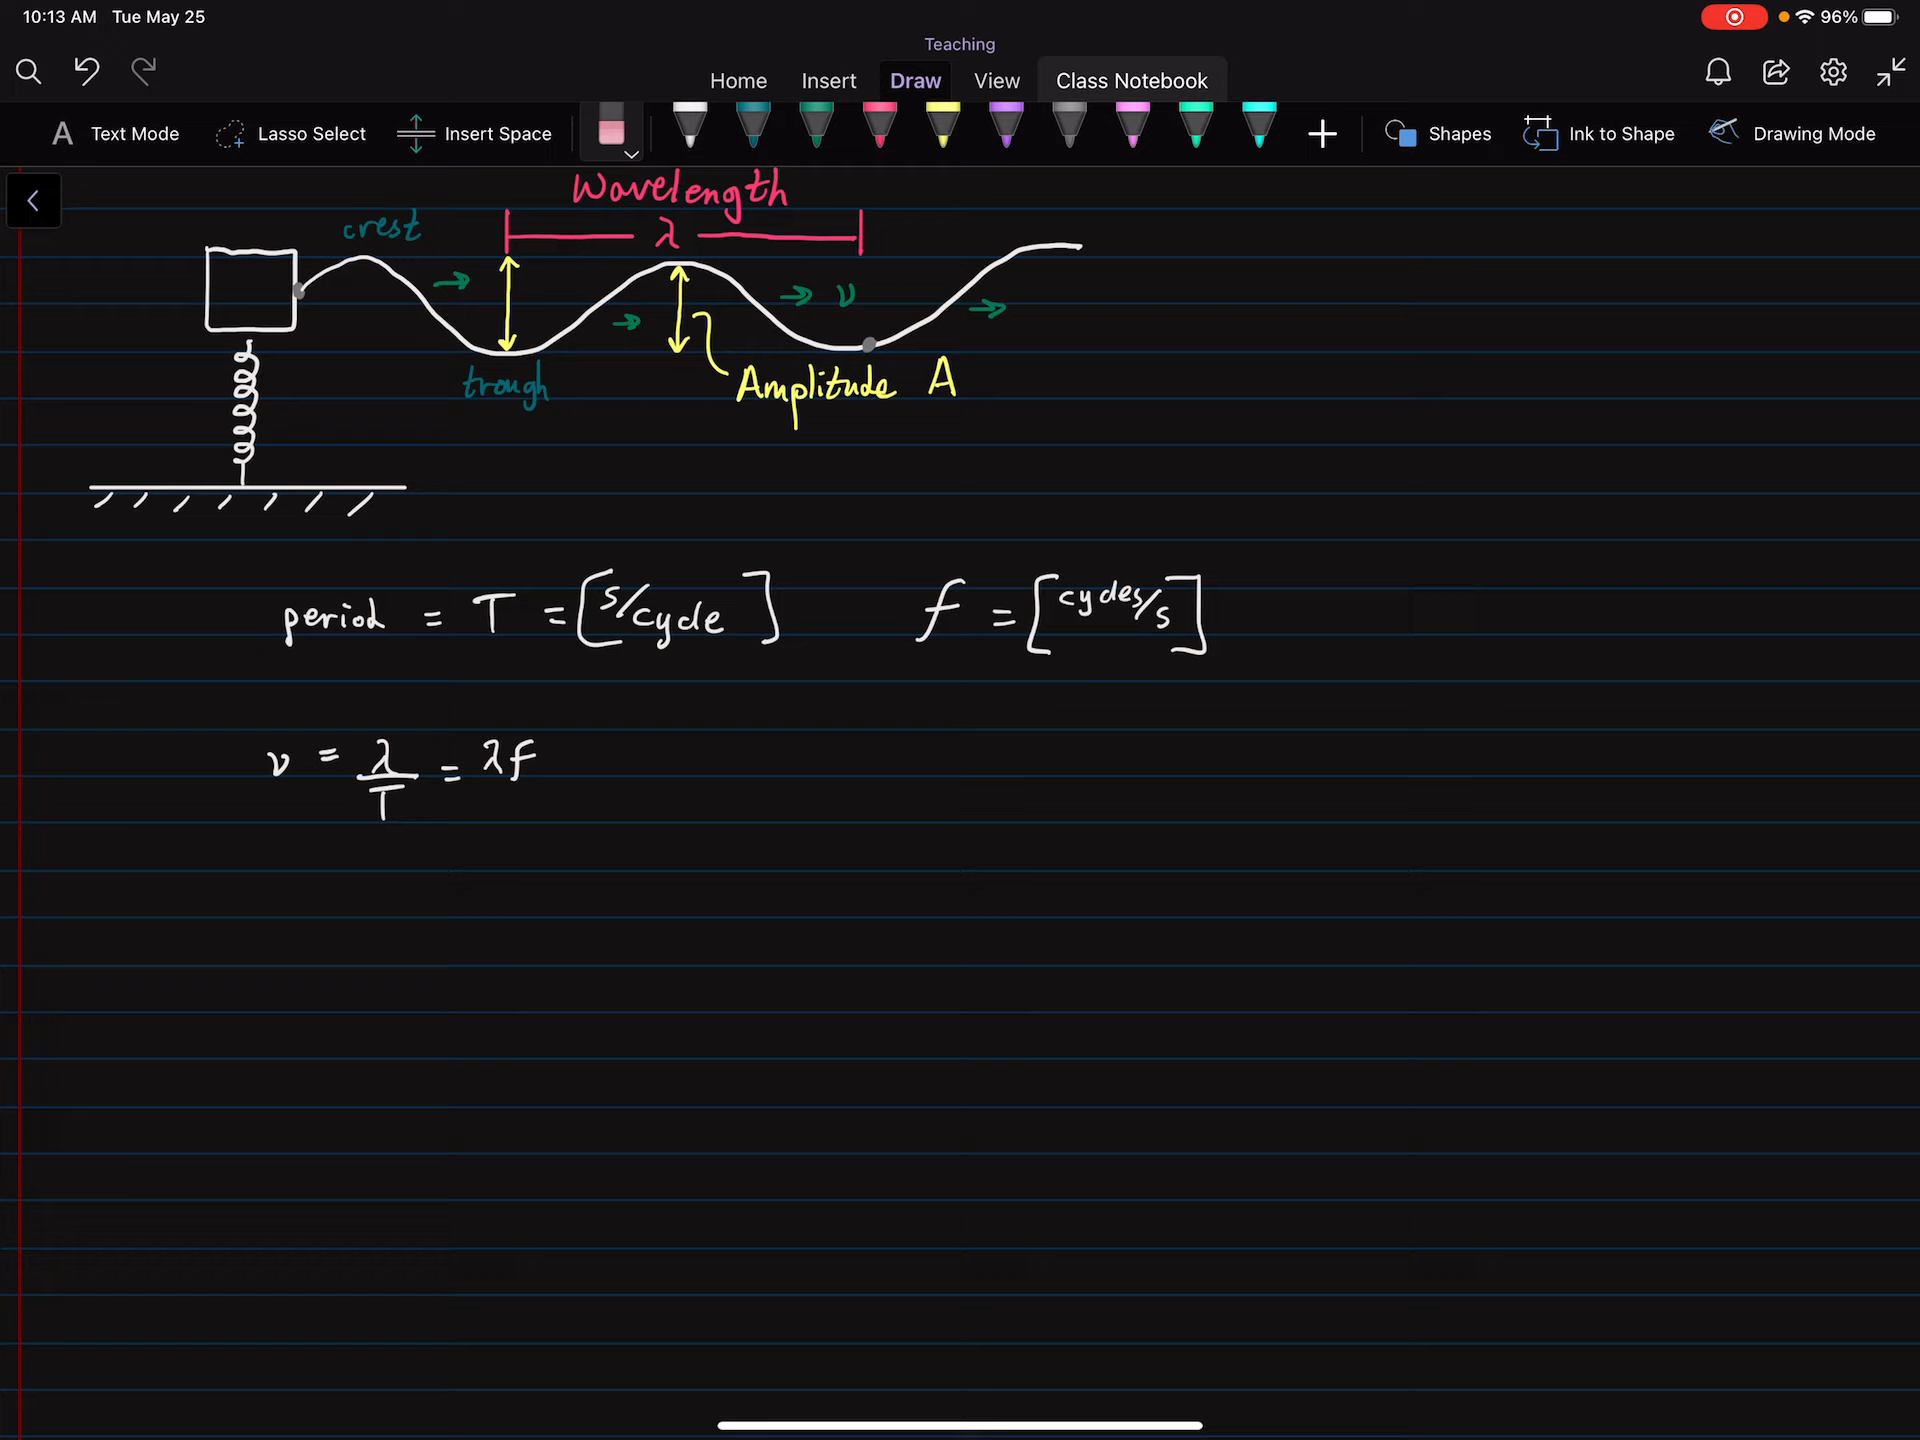 10:13 AM Tue May 25
96%
Teaching
Home Insert Draw View Class Notebook
A Text Mode Lasso Select Insert Space Shapes Ink to Shape Drawing Mode
Wavelength
λ
crest
ν
trough
Amplitude A
period = T = [s/cycle] f = [cycles/s]
ν = λ/T = λf